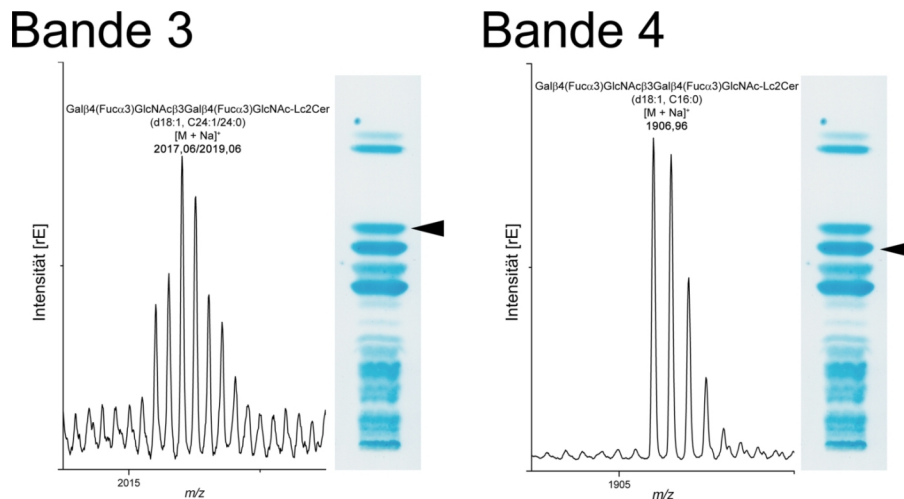 Bande 3
Galβ4(Fucα3)GlcNAcβ3Galβ4(Fucα3)GlcNAc-Lc2Cer
(d18:1, C24:1/24:0)
[M + Na]⁺
2017,06/2019,06
Intensität [rE]
2015
m/z
Bande 4
Galβ4(Fucα3)GlcNAcβ3Galβ4(Fucα3)GlcNAc-Lc2Cer
(d18:1, C16:0)
[M + Na]⁺
1906,96
Intensität [rE]
1905
m/z